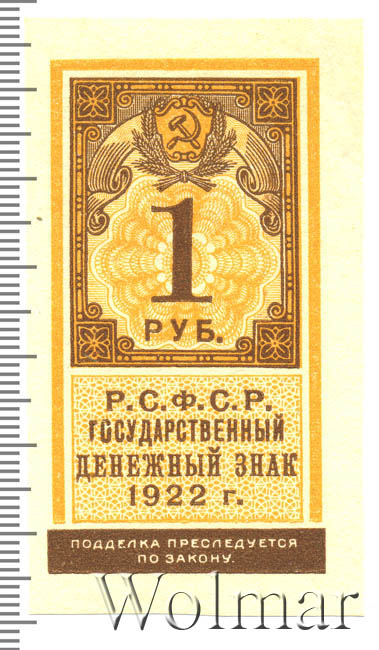 1
РУБ.
Р.С.Ф.С.Р.
ГОСУДАРСТВЕННЫЙ
ДЕНЕЖНЫЙ ЗНАК
1922 г.
ПОДДЕЛКА ПРЕСЛЕДУЕТСЯ
ПО ЗАКОНУ.
Wolmar